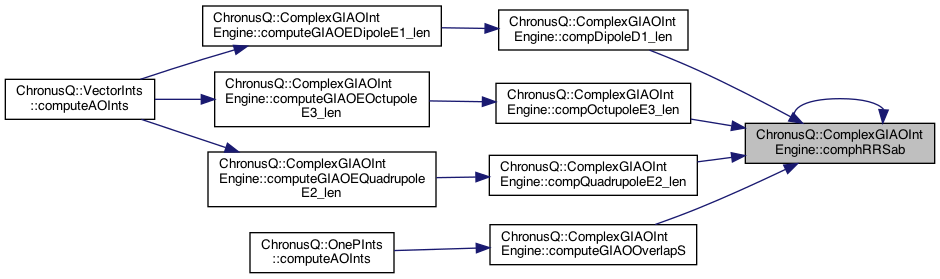 ChronusQ::ComplexGIAOInt
Engine::computeGIAOEDipoleE1_len
ChronusQ::ComplexGIAOInt
Engine::compDipoleD1_len
ChronusQ::VectorInts
::computeAOInts
ChronusQ::ComplexGIAOInt
Engine::computeGIAOEOctupole
E3_len
ChronusQ::ComplexGIAOInt
Engine::compOctupoleE3_len
ChronusQ::ComplexGIAOInt
Engine::comphRRSab
ChronusQ::ComplexGIAOInt
Engine::computeGIAOEQuadrupole
E2_len
ChronusQ::ComplexGIAOInt
Engine::compQuadrupoleE2_len
ChronusQ::OnePInts
::computeAOInts
ChronusQ::ComplexGIAOInt
Engine::computeGIAOOverlapS